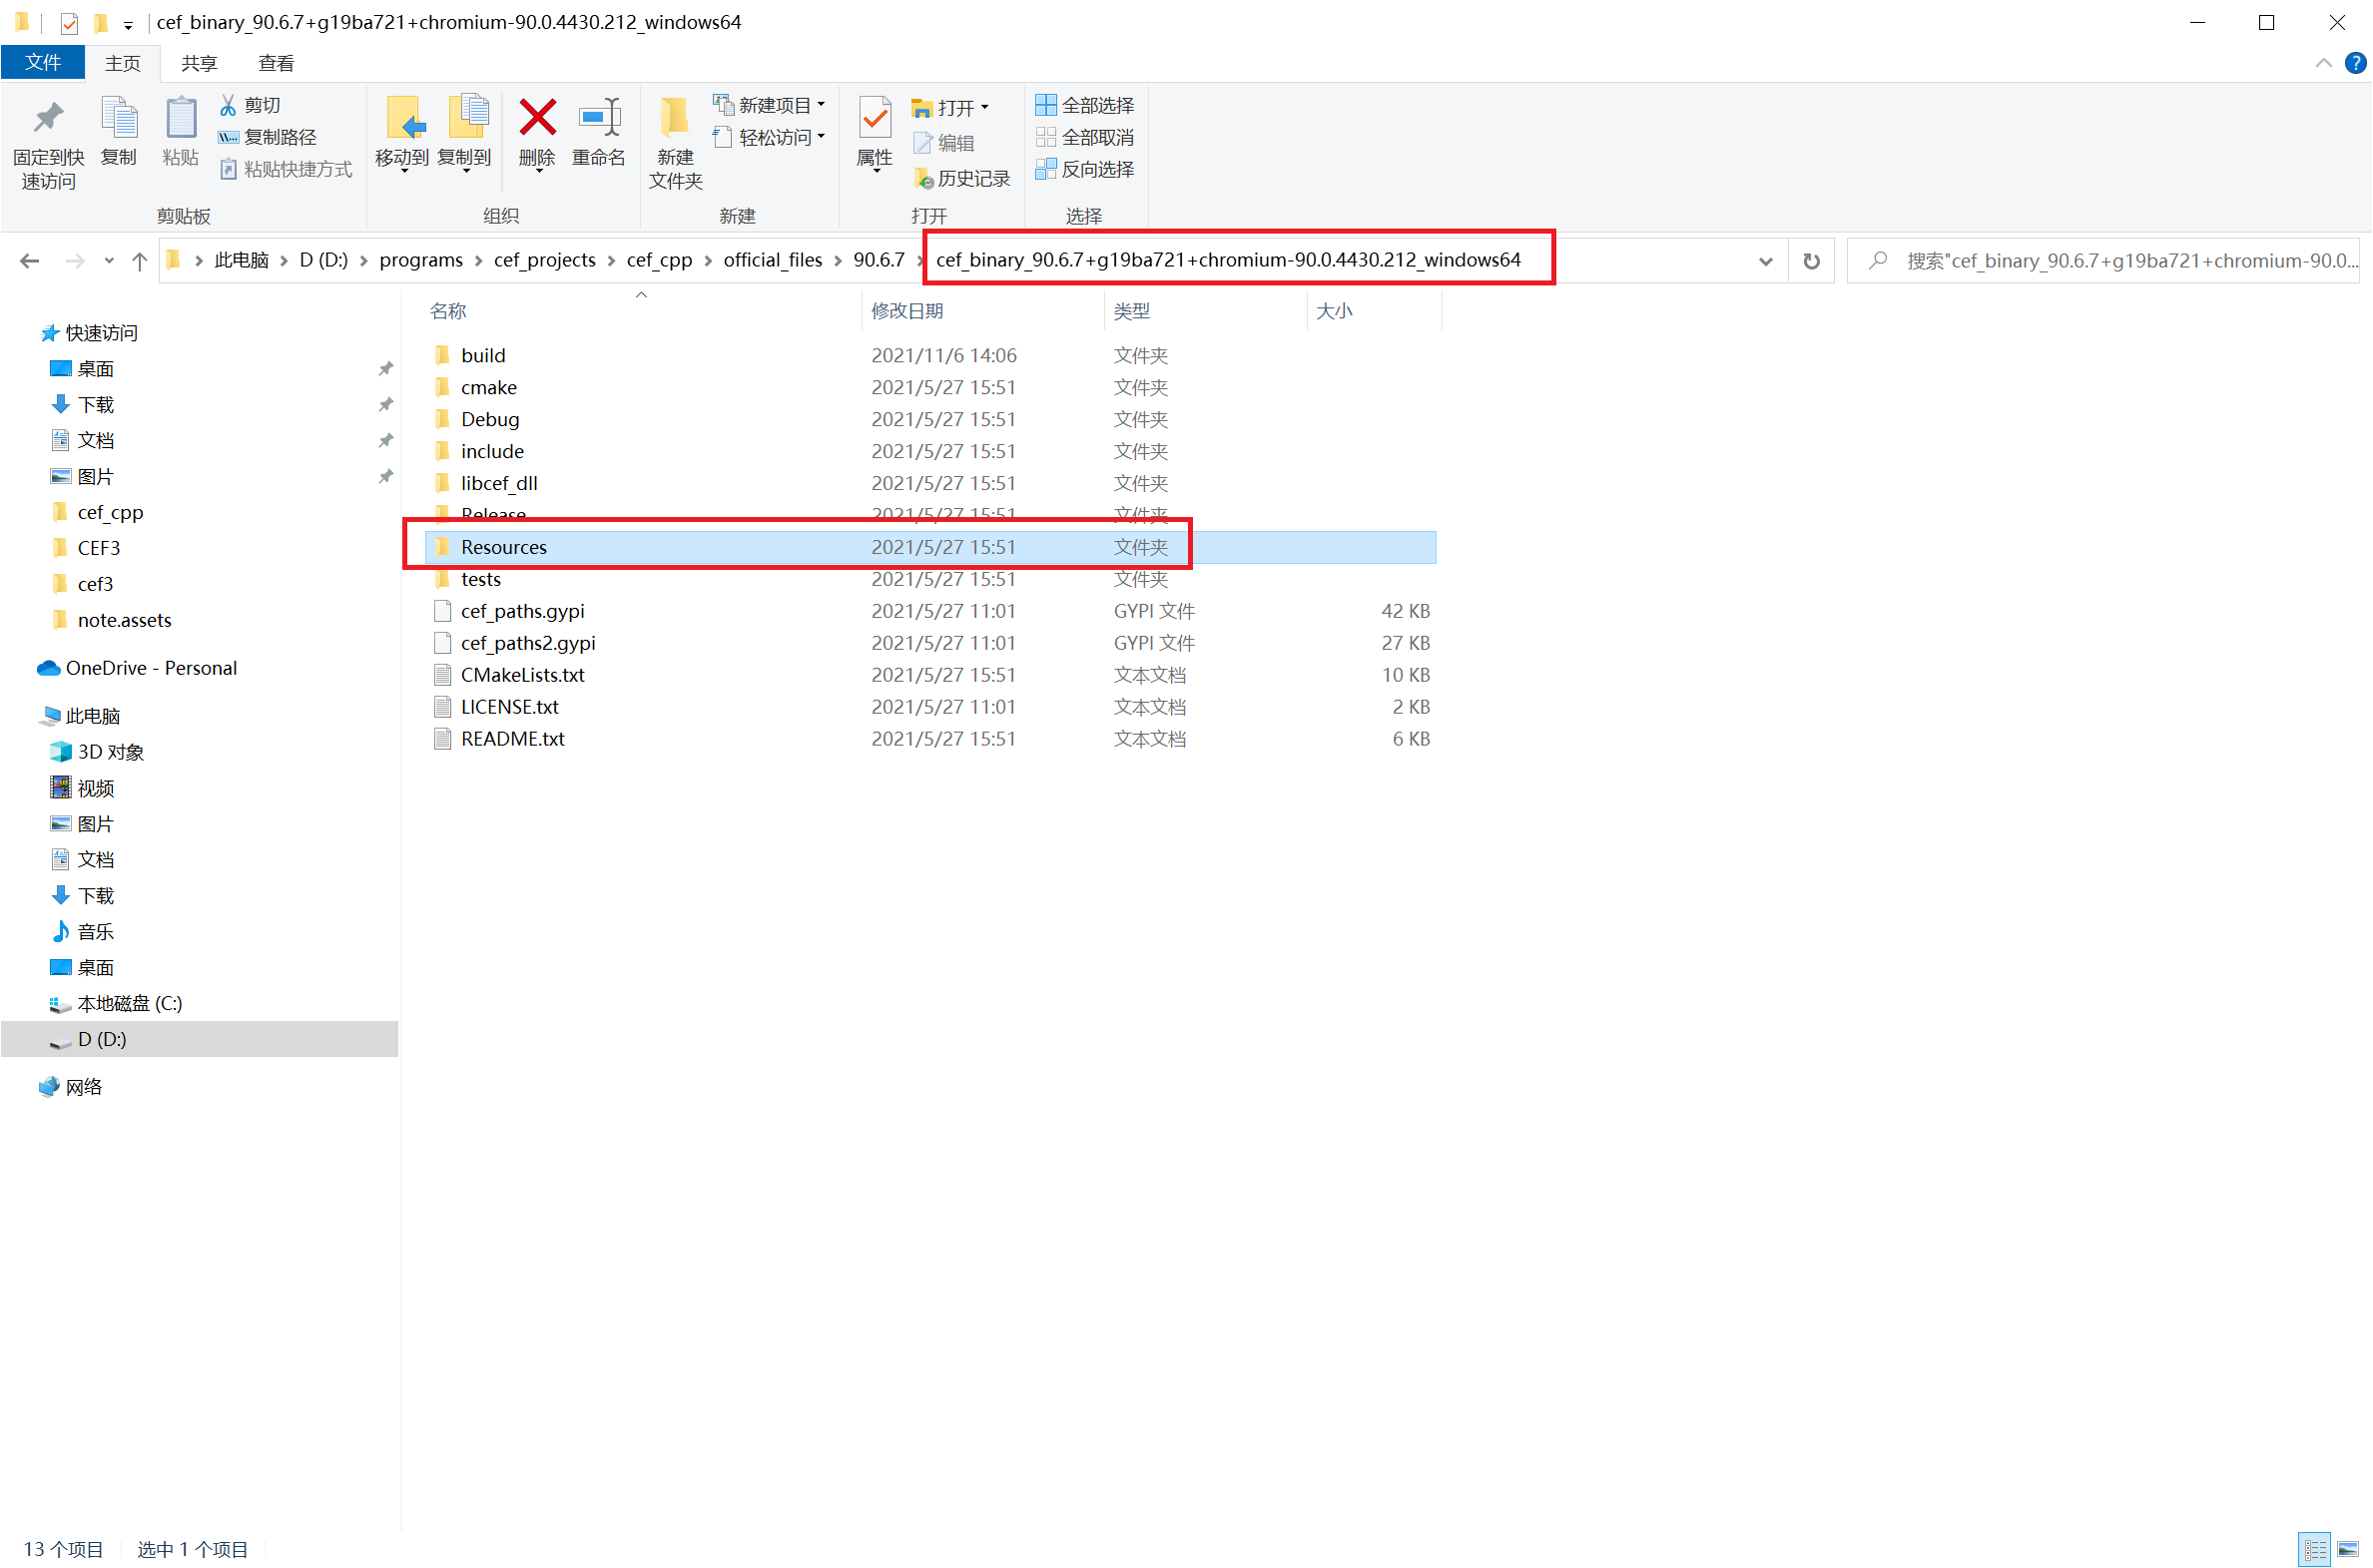 cef_binary_90.6.7+g19ba721+chromium-90.0.4430.212_windows64
文件 主页 共享 查看
固定到快速访问 复制 粘贴 剪切 复制路径 粘贴快捷方式
移动到 复制到 删除 重命名
新建文件夹 新建项目 轻松访问
属性 打开 编辑 历史记录
全部选择 全部取消 反向选择
剪贴板 组织 新建 打开 选择
此电脑 D (D:) programs cef_projects cef_cpp official_files 90.6.7 cef_binary_90.6.7+g19ba721+chromium-90.0.4430.212_windows64
搜索"cef_binary_90.6.7+g19ba721+chromium-90.0...
快速访问
桌面
下载
文档
图片
cef_cpp
CEF3
cef3
note.assets
OneDrive - Personal
此电脑
3D 对象
视频
图片
文档
下载
音乐
桌面
本地磁盘 (C:)
D (D:)
网络
名称 修改日期 类型 大小
build 2021/11/6 14:06 文件夹
cmake 2021/5/27 15:51 文件夹
Debug 2021/5/27 15:51 文件夹
include 2021/5/27 15:51 文件夹
libcef_dll 2021/5/27 15:51 文件夹
Release 2021/5/27 15:51 文件夹
Resources 2021/5/27 15:51 文件夹
tests 2021/5/27 15:51 文件夹
cef_paths.gypi 2021/5/27 11:01 GYPI 文件 42 KB
cef_paths2.gypi 2021/5/27 11:01 GYPI 文件 27 KB
CMakeLists.txt 2021/5/27 15:51 文本文档 10 KB
LICENSE.txt 2021/5/27 11:01 文本文档 2 KB
README.txt 2021/5/27 15:51 文本文档 6 KB
13 个项目 选中 1 个项目